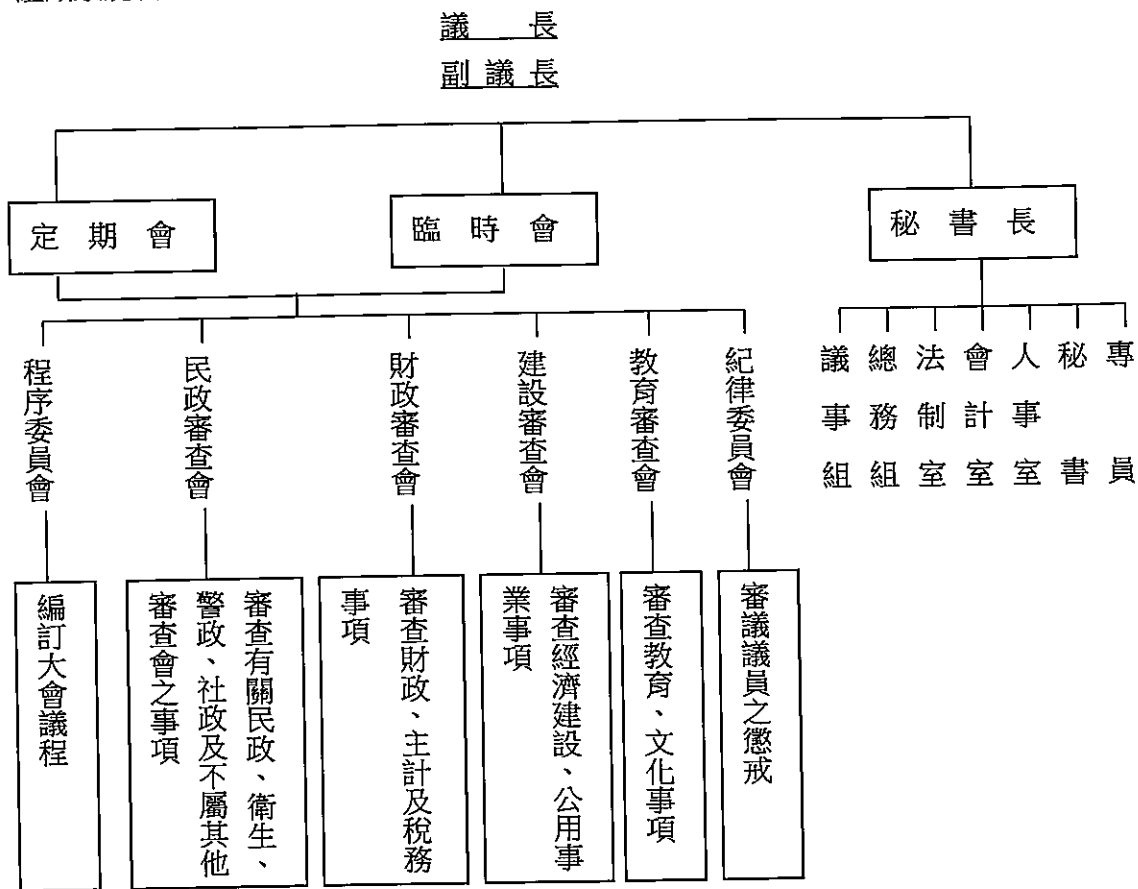 議長
副議長
定期會
臨時會
秘書長
程序委員會
民政審查會
財政審查會
建設審查會
教育審查會
紀律委員會
議事組
總務組
法制室
會計室
人事室
秘書
專員
編訂大會議程
審查有關民政、衛生、
警政、社政及不屬其他
審查會之事項
審查財政、主計及稅務
事項
審查經濟建設、公用事
業事項
審查教育、文化事項
審議議員之懲戒